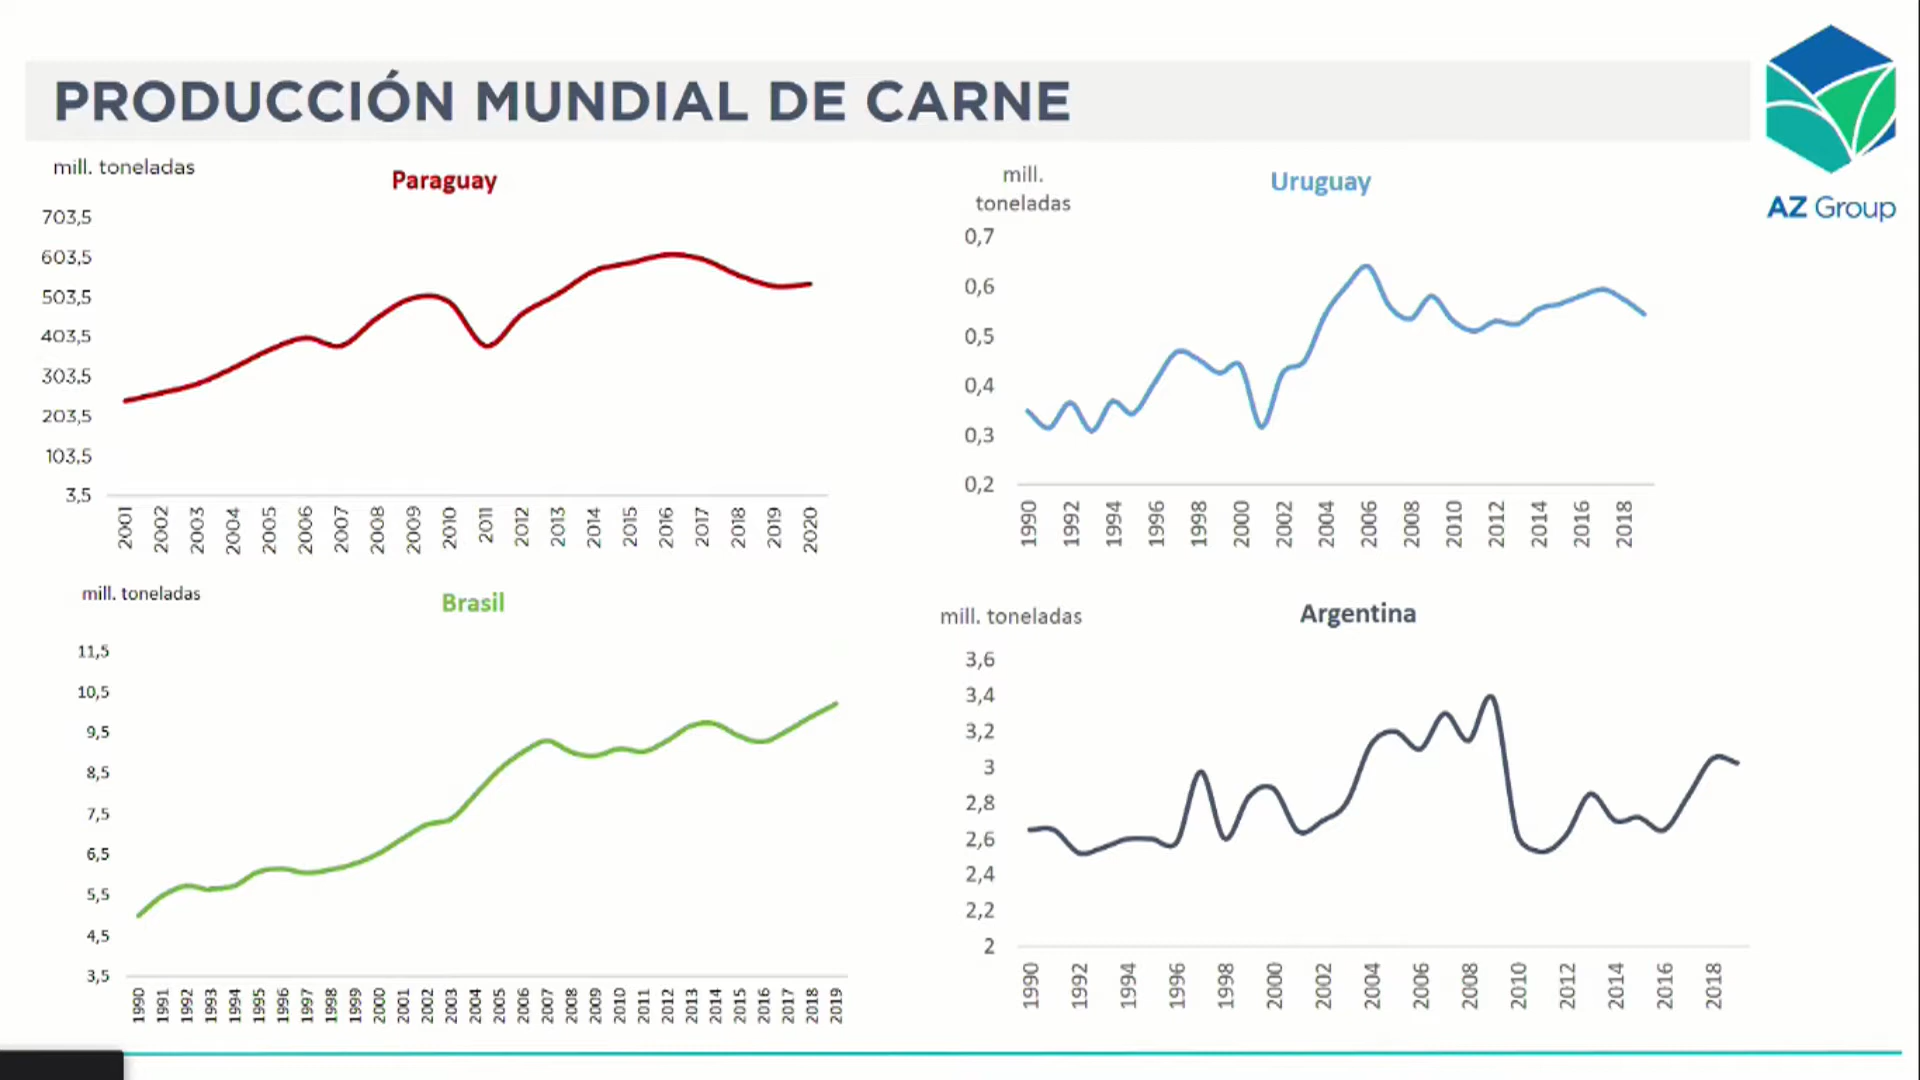 PRODUCCIÓN MUNDIAL DE CARNE
AZ Group
mill. toneladas
Paraguay
703,5
603,5
503,5
403,5
303,5
203,5
103,5
3,5
2001 2002 2003 2004 2005 2006 2007 2008 2009 2010 2011 2012 2013 2014 2015 2016 2017 2018 2019 2020
mill.
toneladas
Uruguay
0,7
0,6
0,5
0,4
0,3
0,2
1990 1992 1994 1996 1998 2000 2002 2004 2006 2008 2010 2012 2014 2016 2018
mill. toneladas
Brasil
11,5
10,5
9,5
8,5
7,5
6,5
5,5
4,5
3,5
1990 1991 1992 1993 1994 1995 1996 1997 1998 1999 2000 2001 2002 2003 2004 2005 2006 2007 2008 2009 2010 2011 2012 2013 2014 2015 2016 2017 2018 2019
mill. toneladas
Argentina
3,6
3,4
3,2
3
2,8
2,6
2,4
2,2
2
1990 1992 1994 1996 1998 2000 2002 2004 2006 2008 2010 2012 2014 2016 2018